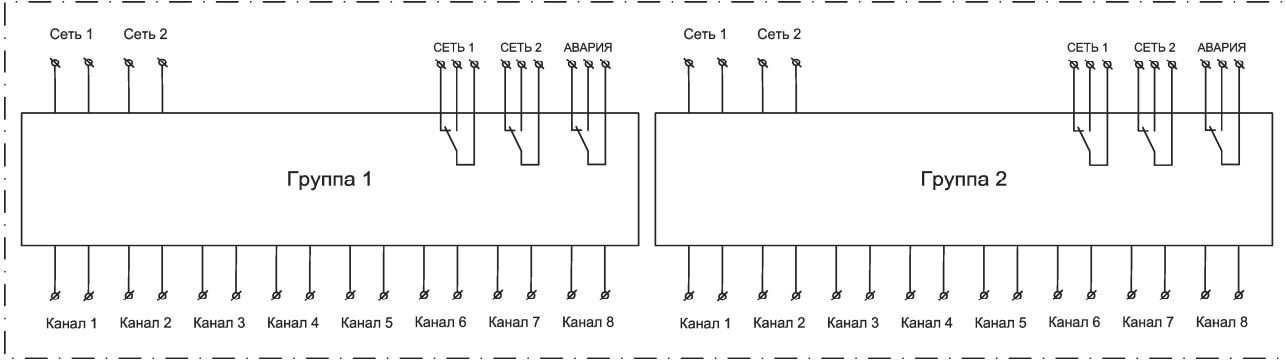 Сеть 1 Сеть 2 СЕТЬ 1 СЕТЬ 2 АВАРИЯ
Группа 1
Канал 1 Канал 2 Канал 3 Канал 4 Канал 5 Канал 6 Канал 7 Канал 8
Сеть 1 Сеть 2 СЕТЬ 1 СЕТЬ 2 АВАРИЯ
Группа 2
Канал 1 Канал 2 Канал 3 Канал 4 Канал 5 Канал 6 Канал 7 Канал 8